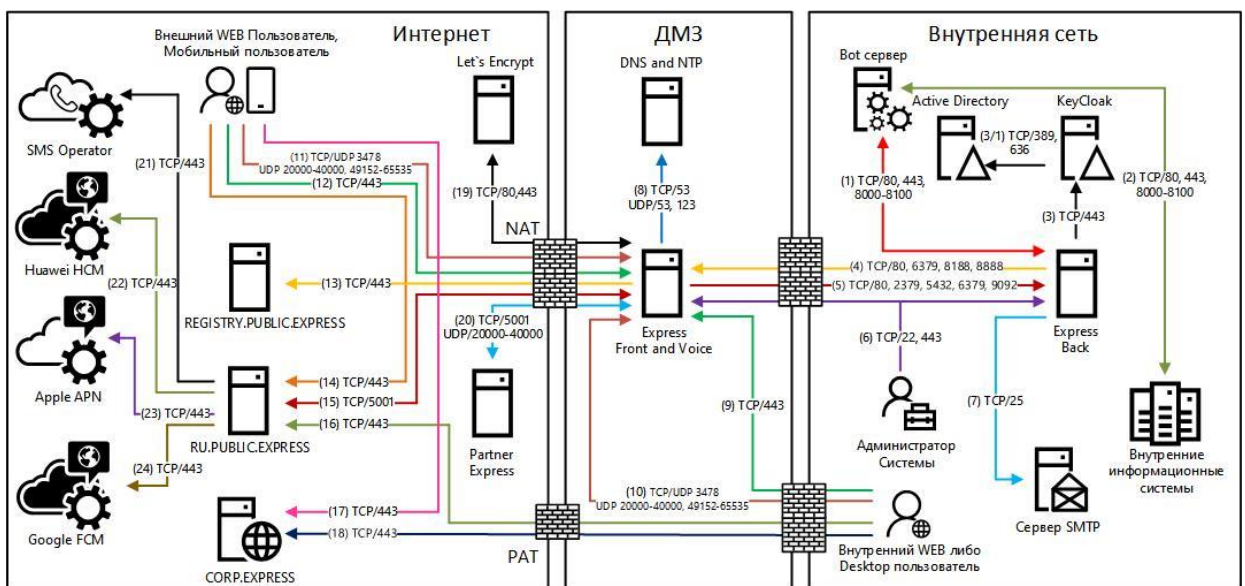 Интернет
ДМЗ
Внутренняя сеть
Внешний WEB Пользователь,
Мобильный пользователь
Let`s Encrypt
DNS and NTP
Bot сервер
Active Directory
KeyCloak
SMS Operator
(21) TCP/443
(11) TCP/UDP 3478
UDP 20000-40000, 49152-65535
(12) TCP/443
(19) TCP/80,443
(8) TCP/53
UDP/53, 123
(3/1) TCP/389,
636
(1) TCP/80, 443,
8000-8100
(2) TCP/80, 443,
8000-8100
(3) TCP/443
NAT
Huawei HCM
(22) TCP/443
(13) TCP/443
REGISTRY.PUBLIC.EXPRESS
(4) TCP/80, 6379, 8188, 8888
(5) TCP/80, 2379, 5432, 6379, 9092
(20) TCP/5001
UDP/20000-40000
Express
Front and Voice
(6) TCP/22, 443
Express
Back
Apple APN
(23) TCP/443
(14) TCP/443
(15) TCP/5001
(16) TCP/443
RU.PUBLIC.EXPRESS
Partner
Express
(9) TCP/443
(7) TCP/25
Администратор
Системы
Внутренние
информационные
системы
(24) TCP/443
Google FCM
(17) TCP/443
(18) TCP/443
CORP.EXPRESS
PAT
(10) TCP/UDP 3478
UDP 20000-40000, 49152-65535
Внутренний WEB либо
Desktop пользователь
Сервер SMTP